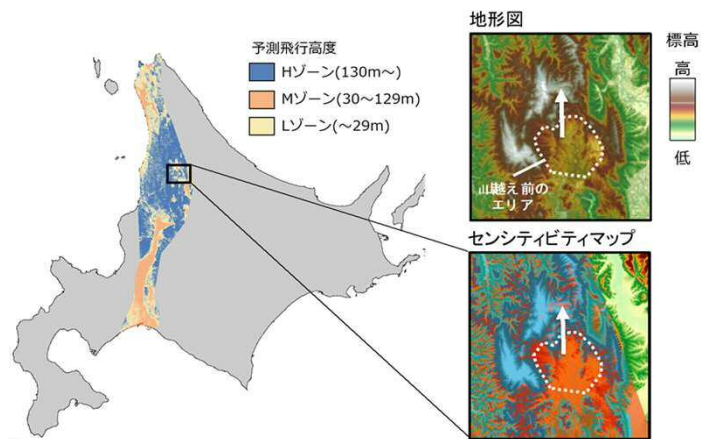 予測飛行高度
Hゾーン(130m～)
Mゾーン(30～129m)
Lゾーン(～29m)
地形図
山越え前の
エリア
標高
高
低
センシティビティマップ